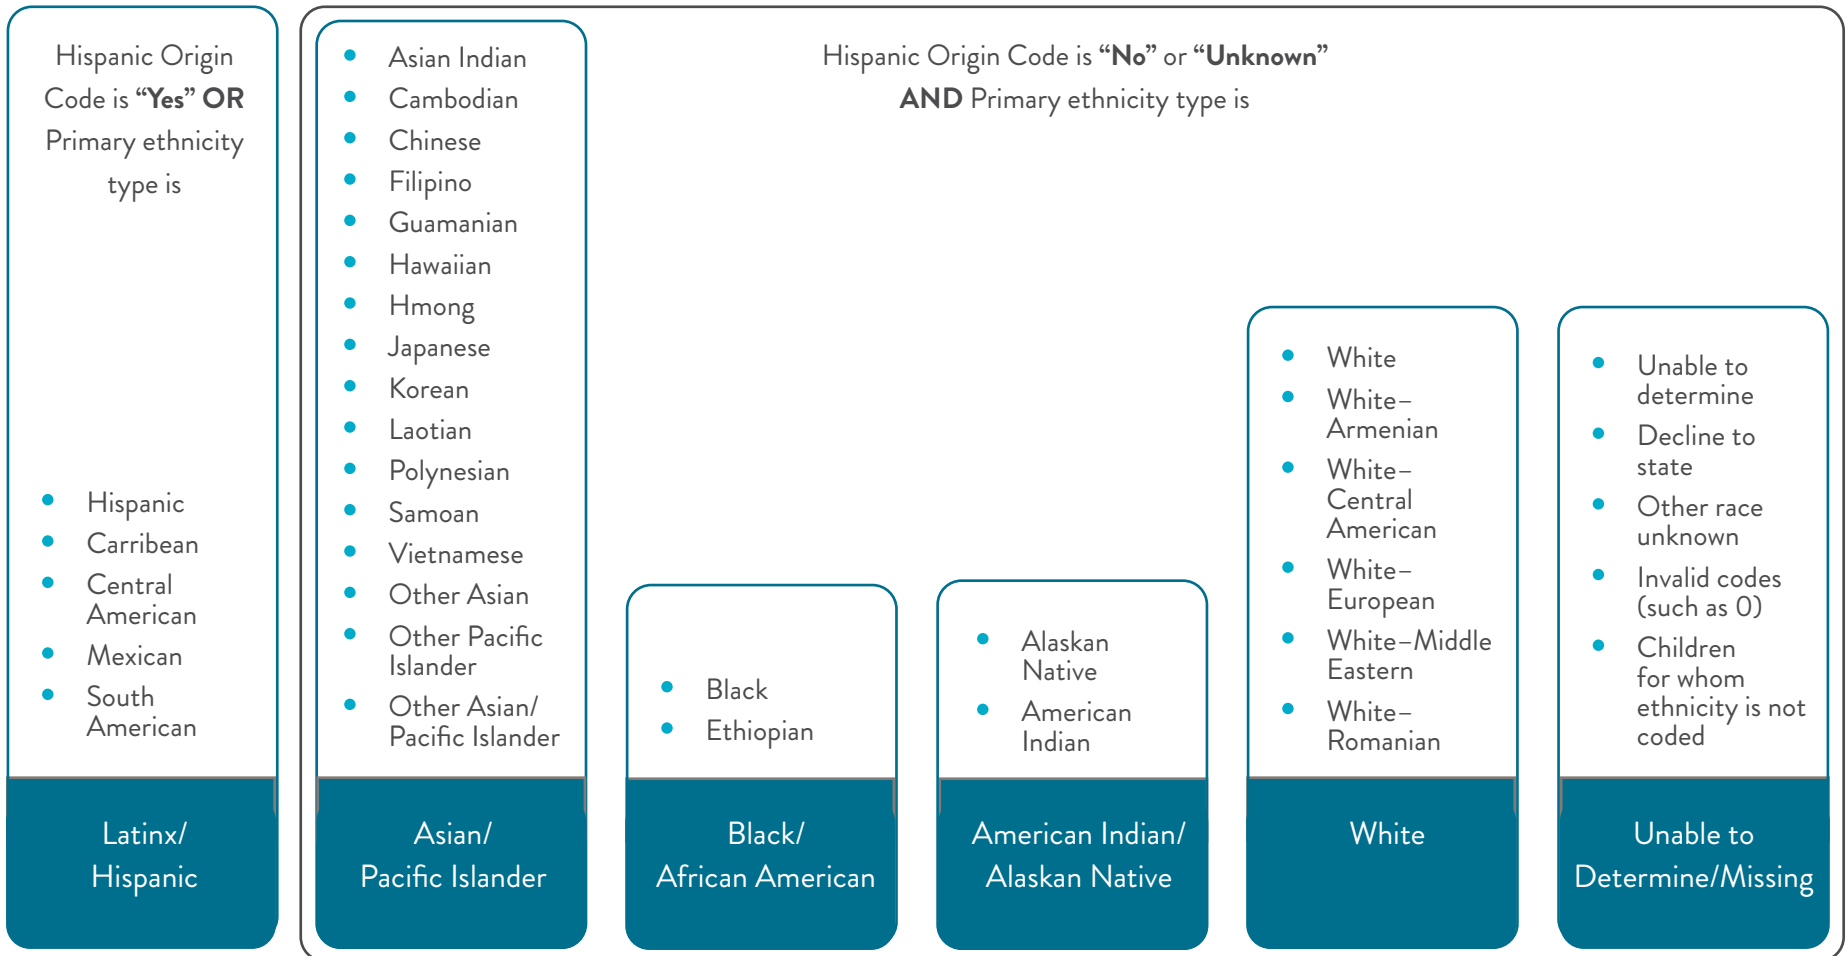 Hispanic Origin
Code is “Yes” OR
Primary ethnicity
type is
Hispanic
Carribean
Central
American
Mexican
South
American
Latinx/
Hispanic
Hispanic Origin Code is “No” or “Unknown”
AND Primary ethnicity type is
Asian Indian
Cambodian
Chinese
Filipino
Guamanian
Hawaiian
Hmong
Japanese
Korean
Laotian
Polynesian
Samoan
Vietnamese
Other Asian
Other Pacific
Islander
Other Asian/
Pacific Islander
Asian/
Pacific Islander
Black
Ethiopian
Black/
African American
Alaskan
Native
American
Indian
American Indian/
Alaskan Native
White
White–
Armenian
White–
Central
American
White–
European
White–Middle
Eastern
White–
Romanian
White
Unable to
determine
Decline to
state
Other race
unknown
Invalid codes
(such as 0)
Children
for whom
ethnicity is not
coded
Unable to
Determine/Missing